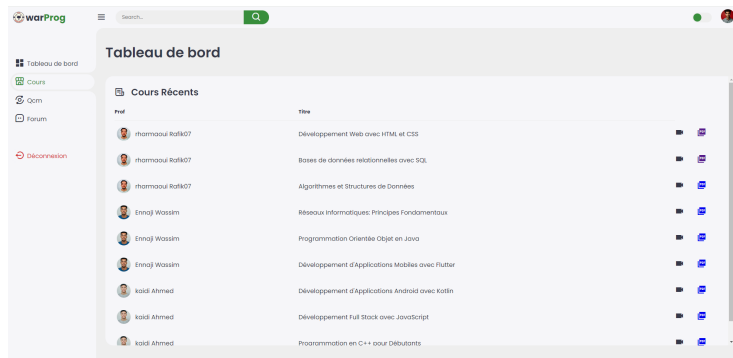 warProg
Search..
Tableau de bord
Tableau de bord
Cours
Qcm
Forum
Déconnexion
Cours Récents
Prof Titre
rharmaoui Rafik07 Développement Web avec HTML et CSS
rharmaoui Rafik07 Bases de données relationnelles avec SQL
rharmaoui Rafik07 Algorithmes et Structures de Données
Ennaji Wassim Réseaux Informatiques: Principes Fondamentaux
Ennaji Wassim Programmation Orientée Objet en Java
Ennaji Wassim Développement d'Applications Mobiles avec Flutter
kaidi Ahmed Développement d'Applications Android avec Kotlin
kaidi Ahmed Développement Full Stack avec JavaScript
kaidi Ahmed Programmation en C++ pour Débutants